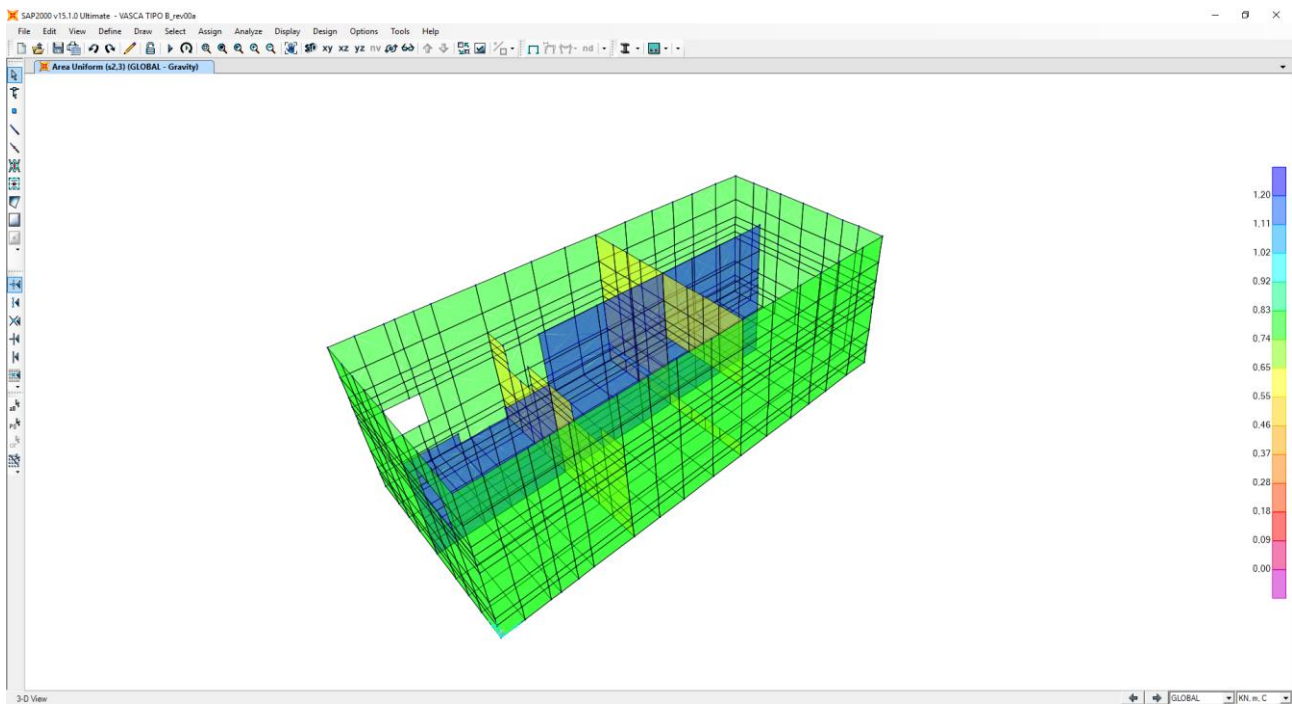 SAP2000 v15.1.0 Ultimate - VASCA TIPO B_rev00a
File Edit View Define Draw Select Assign Analyze Display Design Options Tools Help
xy xz yz nv nd
Area Uniform (s2,3) (GLOBAL - Gravity)
1,20
1,11
1,02
0,92
0,83
0,74
0,65
0,55
0,46
0,37
0,28
0,18
0,09
0,00
3-D View GLOBAL KN, m, C